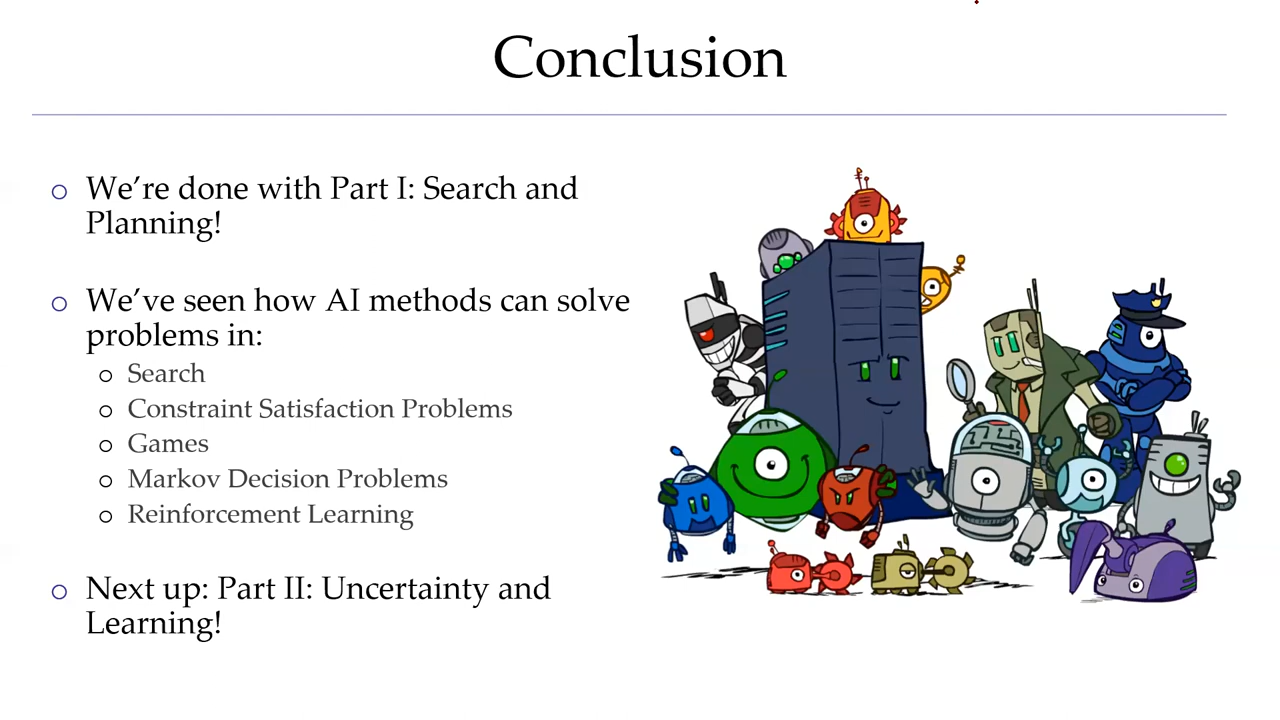 Conclusion
We’re done with Part I: Search and
Planning!
We’ve seen how AI methods can solve
problems in:
Search
Constraint Satisfaction Problems
Games
Markov Decision Problems
Reinforcement Learning
Next up: Part II: Uncertainty and
Learning!